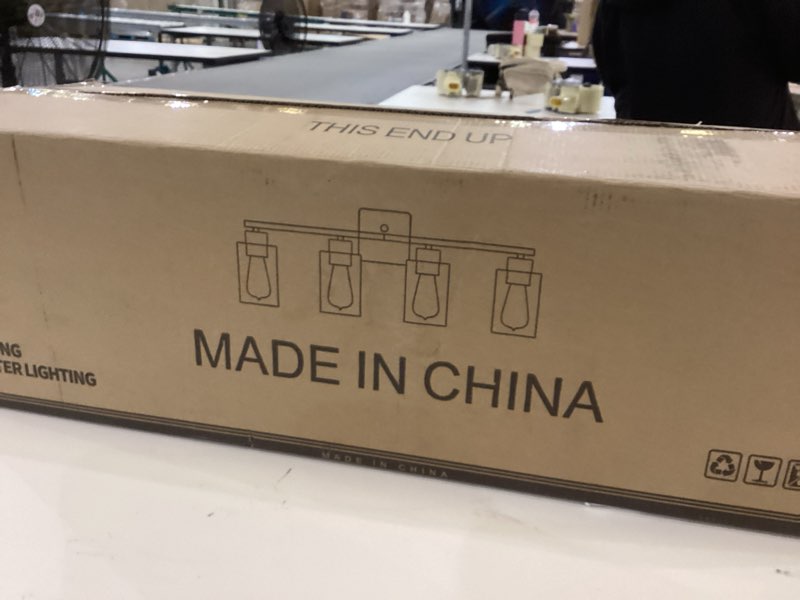 THIS END UP
MADE IN CHINA
NG
TER LIGHTING
MADE IN CHINA